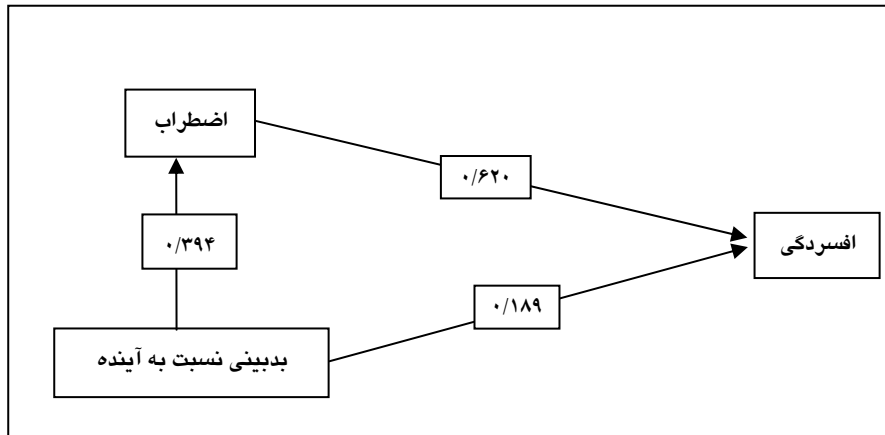 اضطراب
۰/۶۲۰
۰/۳۹۴
افسردگی
۰/۱۸۹
بدبینی نسبت به آینده